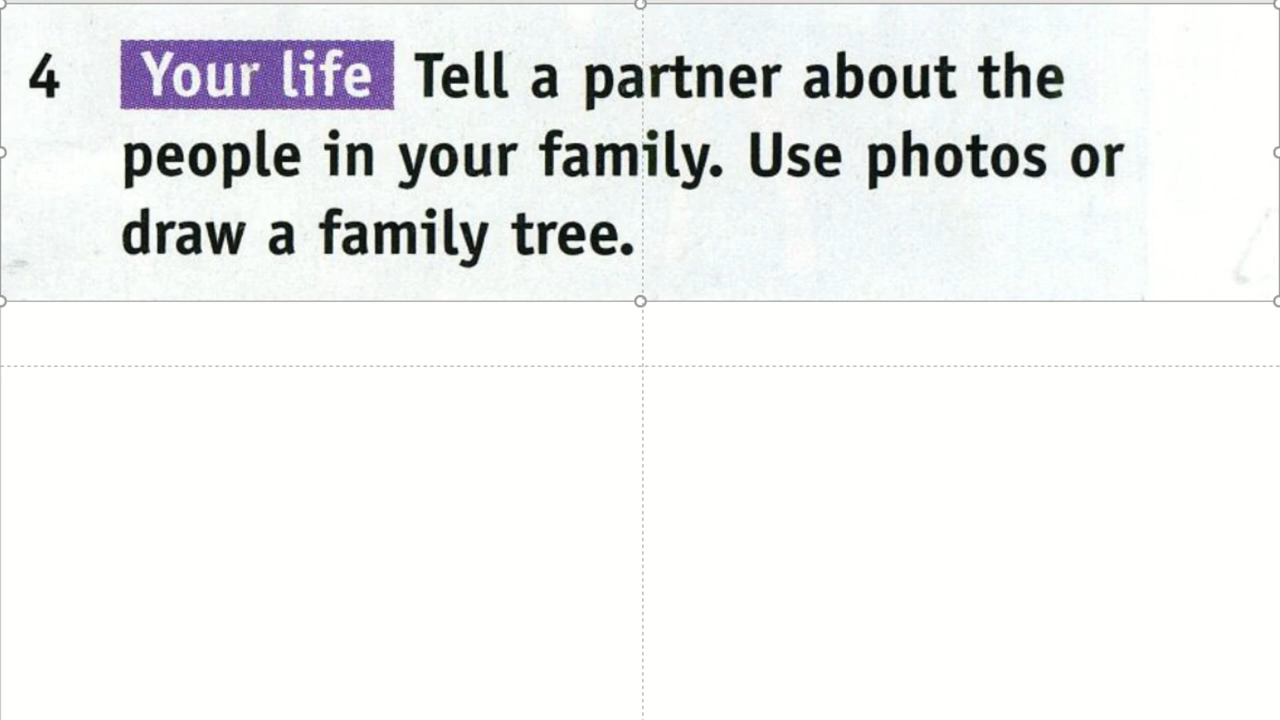 4 Your life Tell a partner about the
people in your family. Use photos or
draw a family tree.